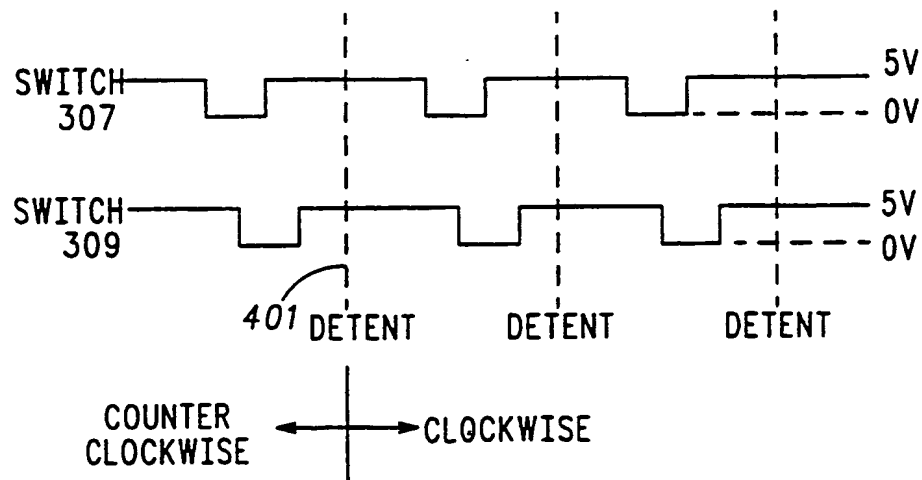 SWITCH
307
5V
0V
SWITCH
309
5V
0V
401
DETENT
DETENT
DETENT
COUNTER
CLOCKWISE
CLOCKWISE